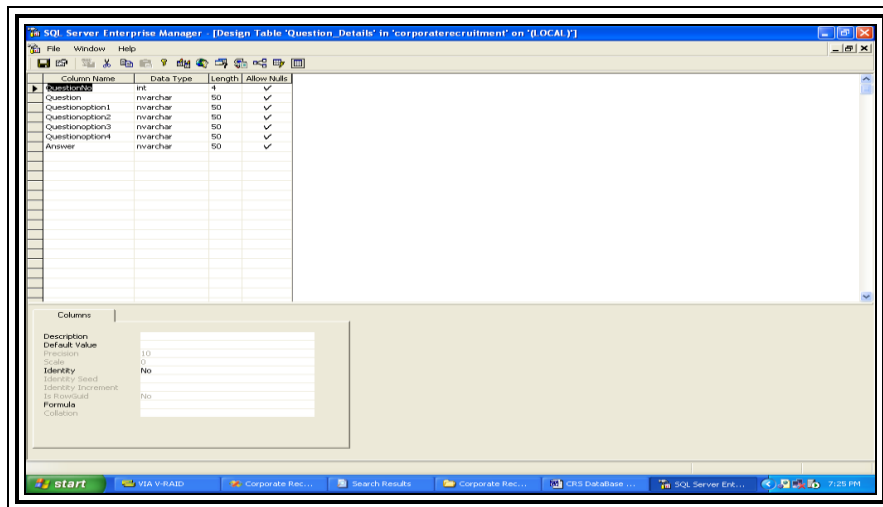 SQL Server Enterprise Manager - [Design Table 'Question_Details' in 'corporaterecruitment' on '(LOCAL)']
File Window Help
Column Name Data Type Length Allow Nulls
QuestionNo int 4
Question nvarchar 50
Questionoption1 nvarchar 50
Questionoption2 nvarchar 50
Questionoption3 nvarchar 50
Questionoption4 nvarchar 50
Answer nvarchar 50
Columns
Description
Default Value
Precision 10
Scale 0
Identity No
Identity Seed
Identity Increment
Is RowGuid No
Formula
Collation
start VIA V-RAID Corporate Rec... Search Results Corporate Rec... CRS DataBase ... SQL Server Ent... 7:25 PM